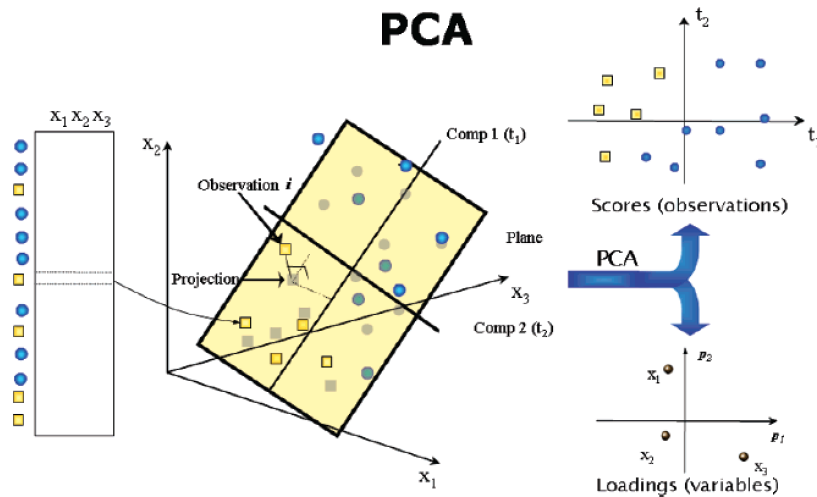 PCA
x1 x2 x3
x2
Observation i
Projection
Comp 1 (t1)
Plane
x3
Comp 2 (t2)
x1
t2
t1
Scores (observations)
PCA
p2
x1
p1
x2
x3
Loadings (variables)